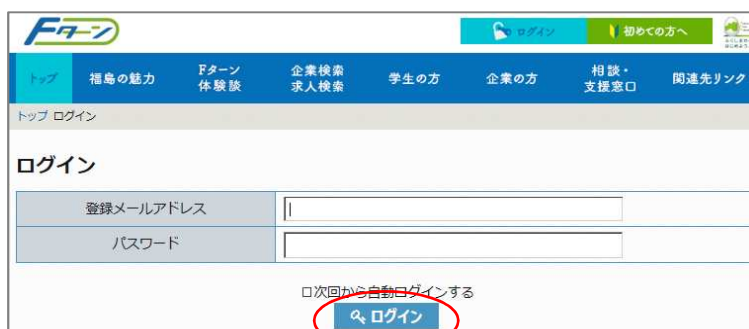 Fターン
ログイン
初めての方へ
トップ
福島の魅力
Fターン
体験談
企業検索
求人検索
学生の方
企業の方
相談・
支援窓口
関連先リンク
トップ ログイン
ログイン
登録メールアドレス
パスワード
□次回から自動ログインする
ログイン